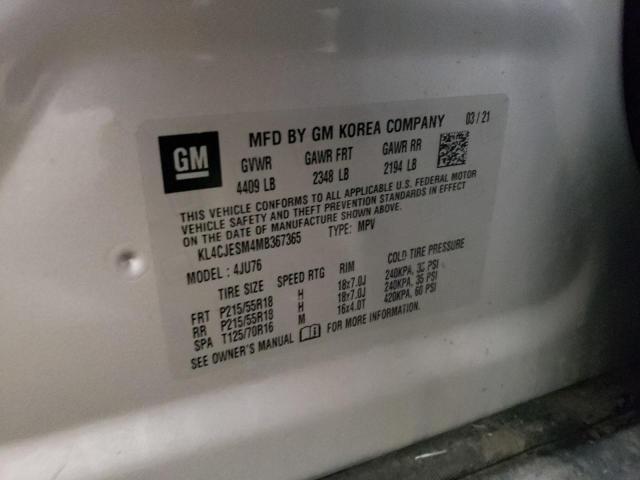 GM
MFD BY GM KOREA COMPANY 03/21
GVWR GAWR FRT GAWR RR
4409 LB 2348 LB 2194 LB
THIS VEHICLE CONFORMS TO ALL APPLICABLE U.S. FEDERAL MOTOR
VEHICLE SAFETY AND THEFT PREVENTION STANDARDS IN EFFECT
ON THE DATE OF MANUFACTURE SHOWN ABOVE.
KL4CJESM4MB367365 TYPE: MPV
MODEL: 4JU76
TIRE SIZE SPEED RTG RIM COLD TIRE PRESSURE
FRT P215/55R18 H 18x7.0J 240KPA, 35 PSI
RR P215/55R18 H 18x7.0J 240KPA, 35 PSI
SPA T125/70R16 M 16x4.0T 420KPA, 60 PSI
SEE OWNER'S MANUAL FOR MORE INFORMATION.